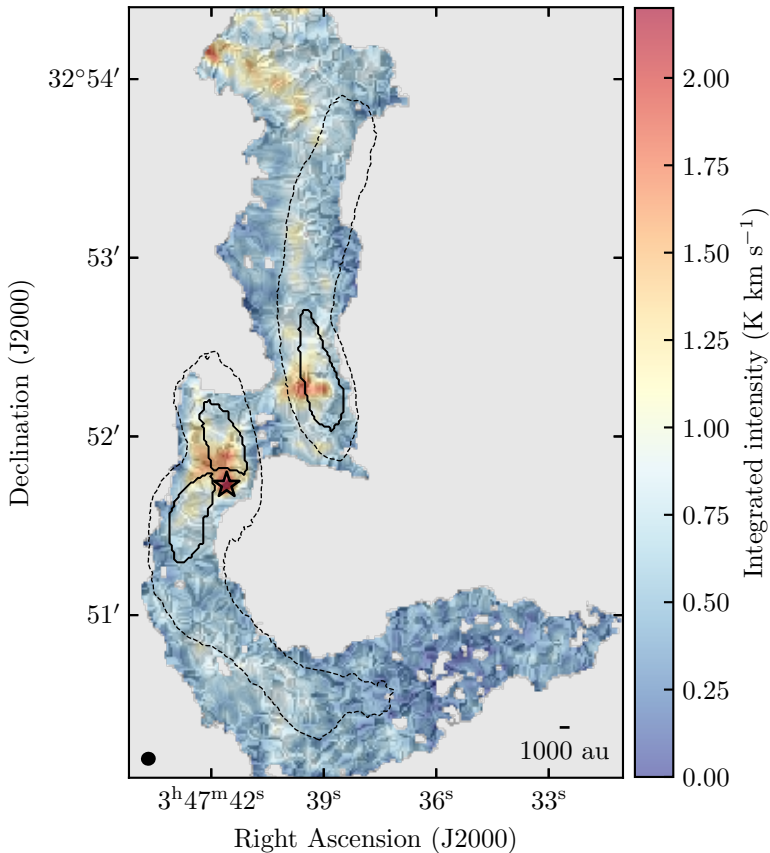 32°54′
53′
52′
51′
Declination (J2000)
1000 au
3ʰ47ᵐ42ˢ 39ˢ 36ˢ 33ˢ
Right Ascension (J2000)
2.00
1.75
1.50
1.25
1.00
0.75
0.50
0.25
0.00
Integrated intensity (K km s⁻¹)